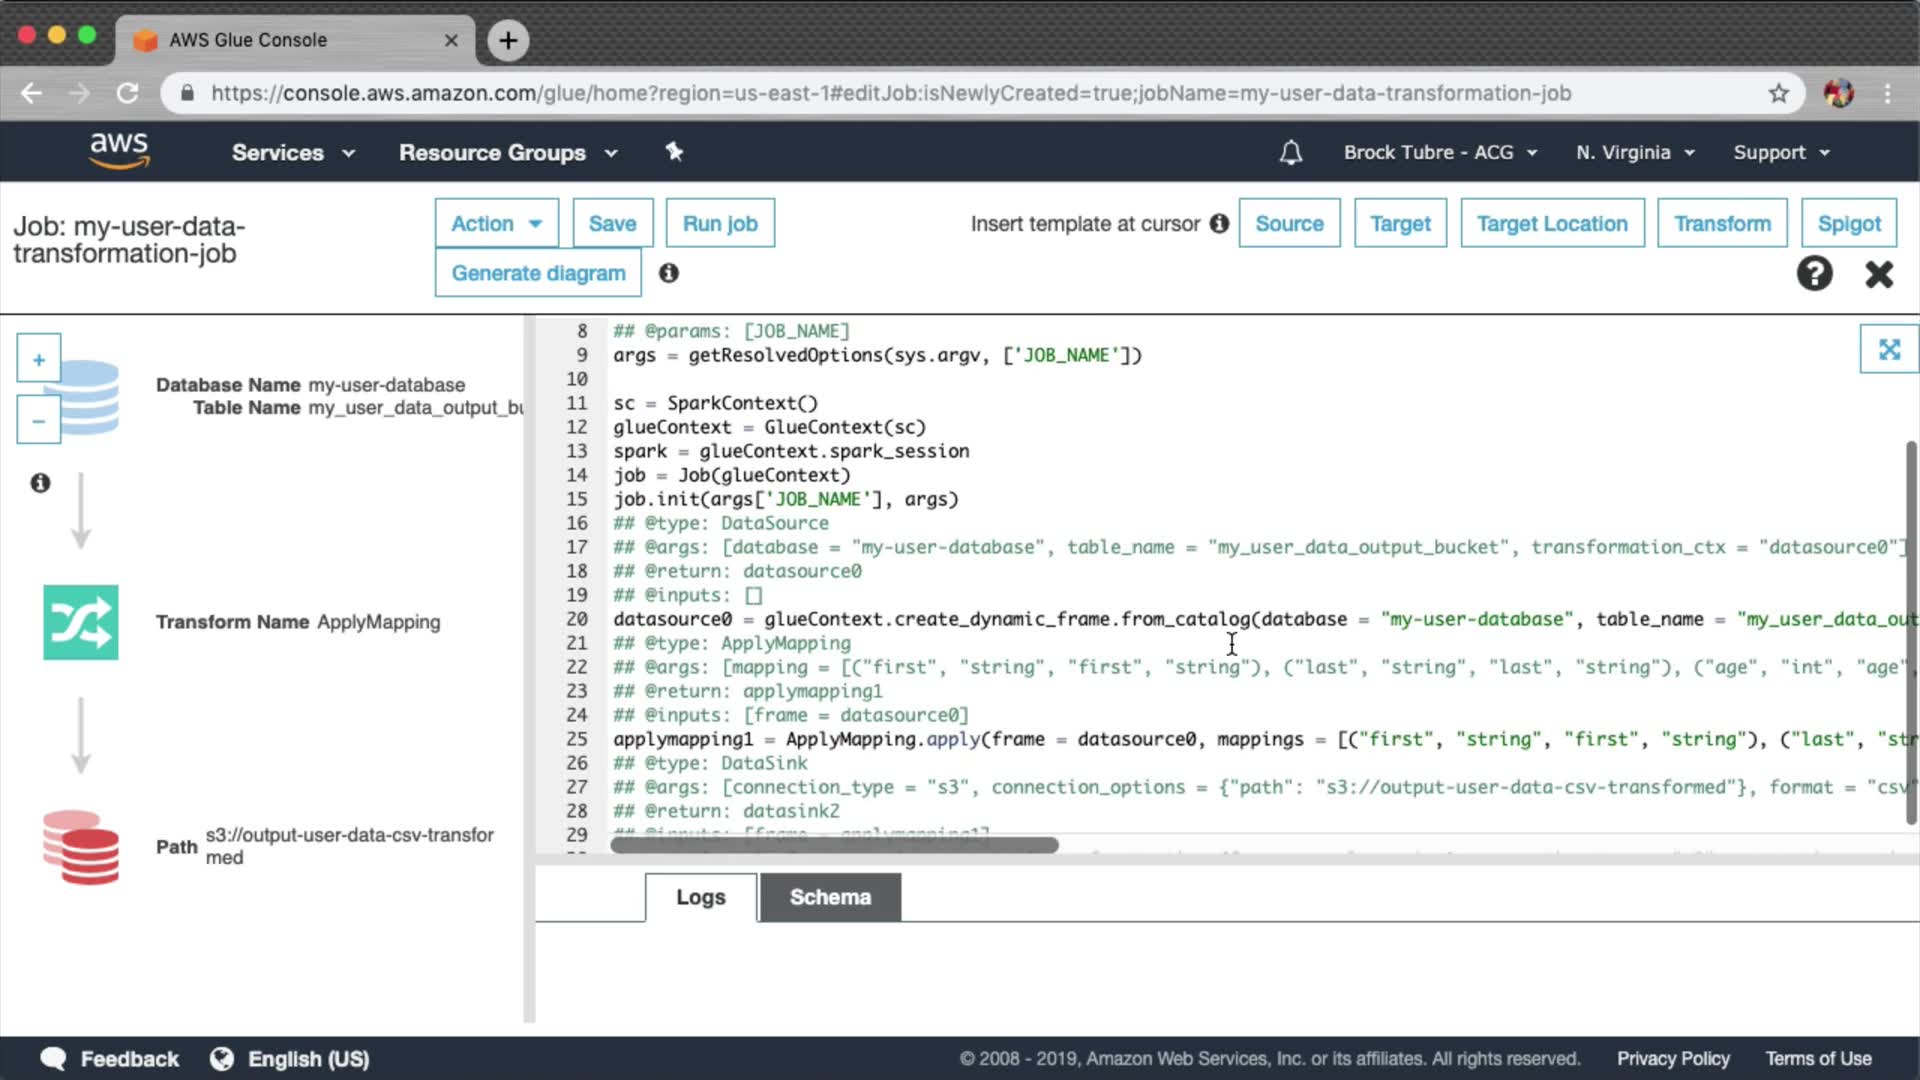 AWS Glue Console
https://console.aws.amazon.com/glue/home?region=us-east-1#editJob:isNewlyCreated=true;jobName=my-user-data-transformation-job
aws Services Resource Groups Brock Tubre - ACG N. Virginia Support
Job: my-user-data-
transformation-job
Action Save Run job Insert template at cursor Source Target Target Location Transform Spigot
Generate diagram
+
Database Name my-user-database
Table Name my_user_data_output_bu
−
Transform Name ApplyMapping
Path s3://output-user-data-csv-transfor
med
8 ## @params: [JOB_NAME]
9 args = getResolvedOptions(sys.argv, ['JOB_NAME'])
10
11 sc = SparkContext()
12 glueContext = GlueContext(sc)
13 spark = glueContext.spark_session
14 job = Job(glueContext)
15 job.init(args['JOB_NAME'], args)
16 ## @type: DataSource
17 ## @args: [database = "my-user-database", table_name = "my_user_data_output_bucket", transformation_ctx = "datasource0"]
18 ## @return: datasource0
19 ## @inputs: []
20 datasource0 = glueContext.create_dynamic_frame.from_catalog(database = "my-user-database", table_name = "my_user_data_out
21 ## @type: ApplyMapping
22 ## @args: [mapping = [("first", "string", "first", "string"), ("last", "string", "last", "string"), ("age", "int", "age",
23 ## @return: applymapping1
24 ## @inputs: [frame = datasource0]
25 applymapping1 = ApplyMapping.apply(frame = datasource0, mappings = [("first", "string", "first", "string"), ("last", "str
26 ## @type: DataSink
27 ## @args: [connection_type = "s3", connection_options = {"path": "s3://output-user-data-csv-transformed"}, format = "csv"
28 ## @return: datasink2
29 ## @inputs: [frame = applymapping1]
Logs Schema
Feedback English (US) © 2008 - 2019, Amazon Web Services, Inc. or its affiliates. All rights reserved. Privacy Policy Terms of Use